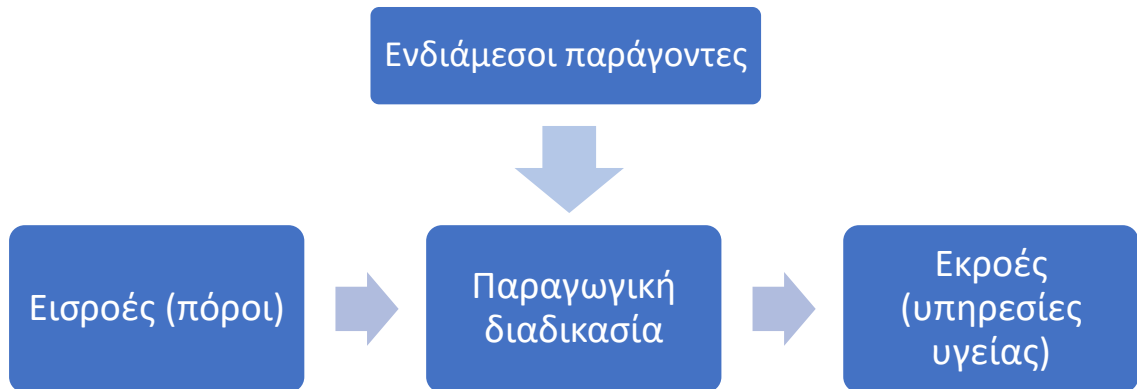 Ενδιάμεσοι παράγοντες
Εισροές (πόροι)
Παραγωγική
διαδικασία
Εκροές
(υπηρεσίες
υγείας)